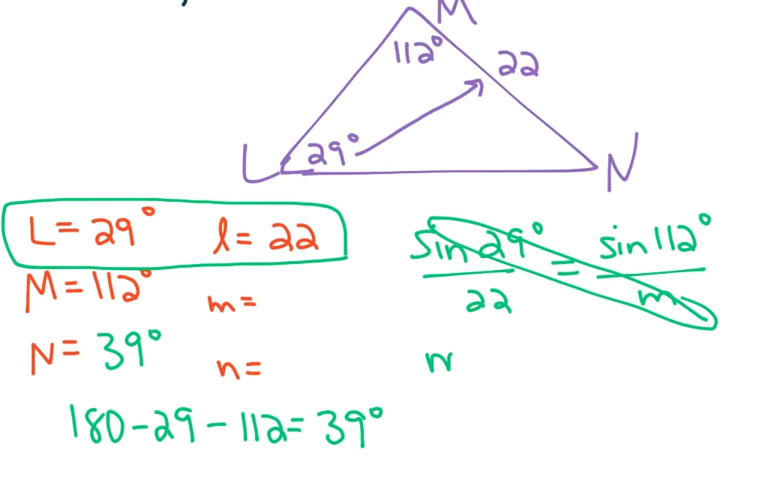 M
112° 22
L 29° N
L = 29° l = 22
M = 112° m =
N = 39° n =
180 - 29 - 112 = 39°
sin 29° / 22 = sin 112° / m
m